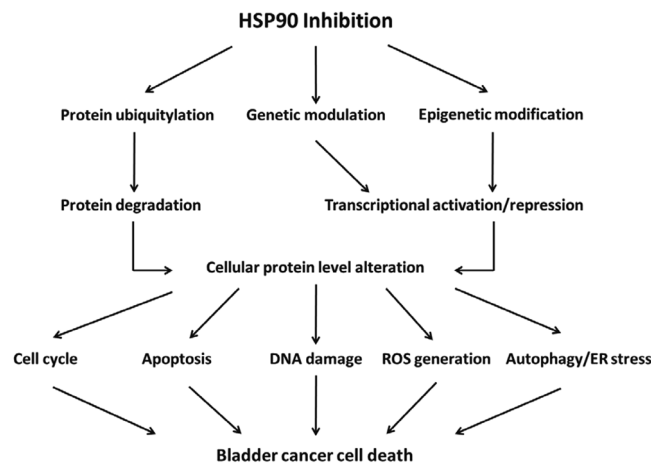 HSP90 Inhibition
Protein ubiquitylation
Genetic modulation
Epigenetic modification
Protein degradation
Transcriptional activation/repression
Cellular protein level alteration
Cell cycle
Apoptosis
DNA damage
ROS generation
Autophagy/ER stress
Bladder cancer cell death